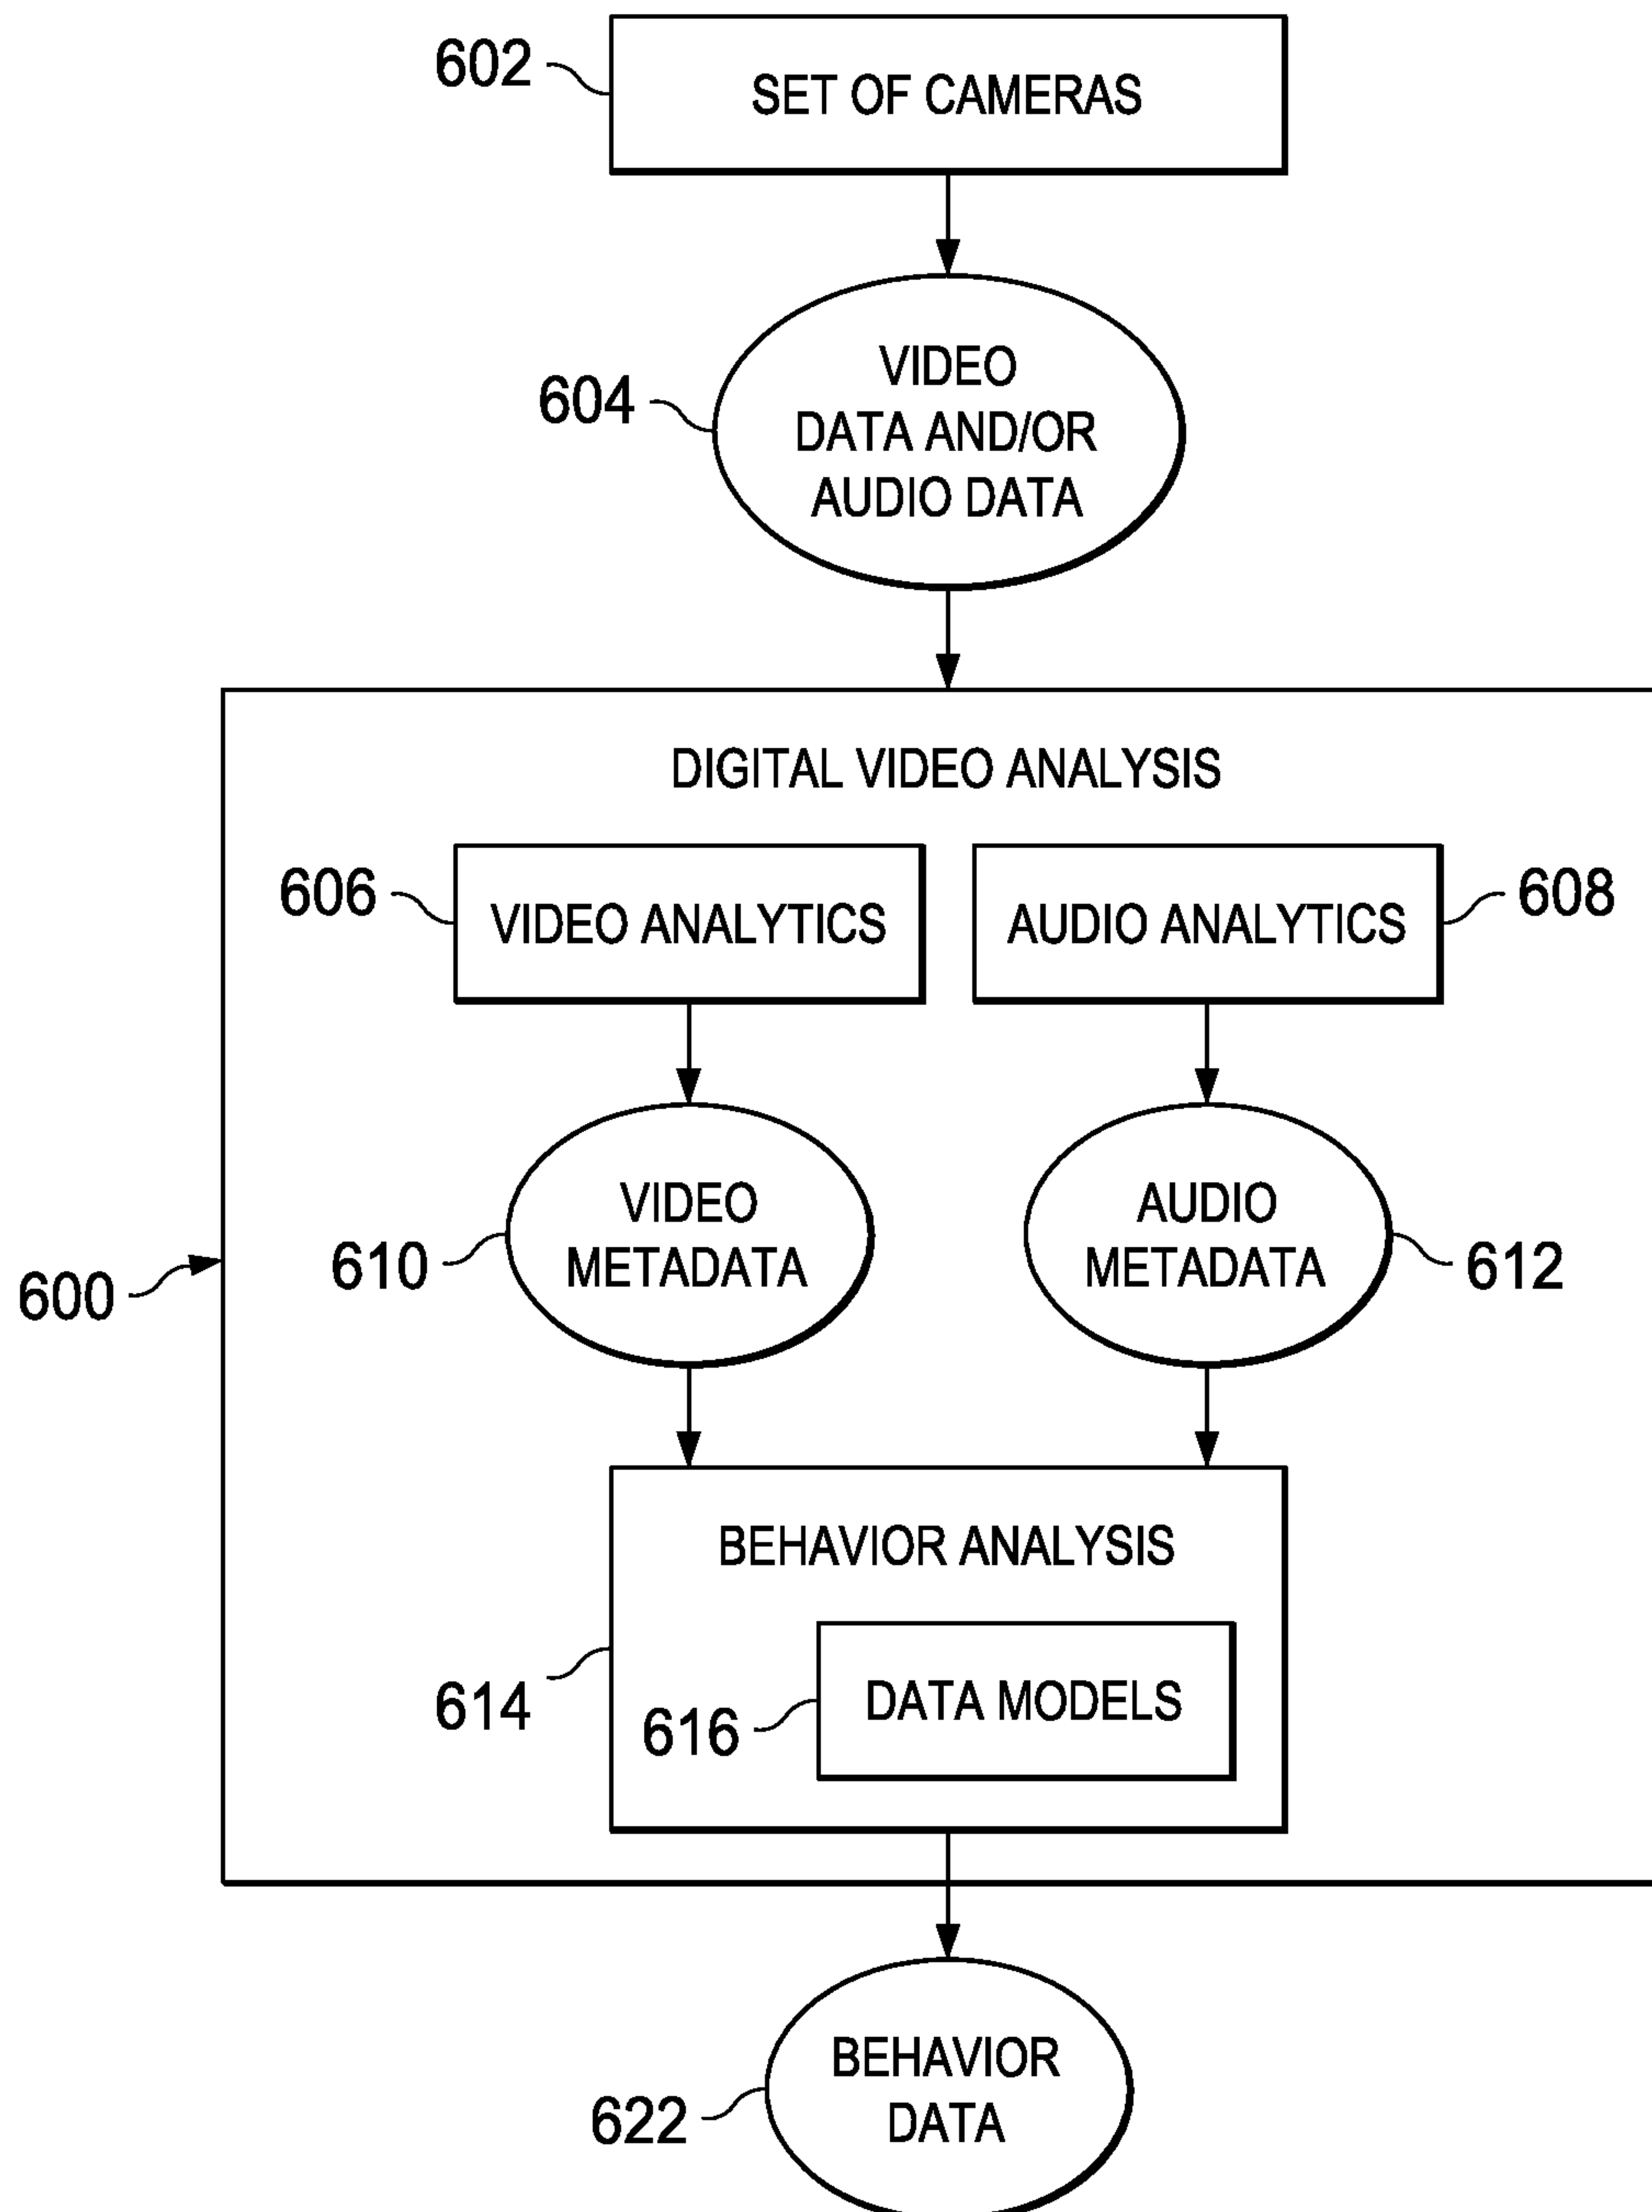 602
SET OF CAMERAS
604
VIDEO
DATA AND/OR
AUDIO DATA
DIGITAL VIDEO ANALYSIS
606
VIDEO ANALYTICS
AUDIO ANALYTICS
608
600
610
VIDEO
METADATA
AUDIO
METADATA
612
BEHAVIOR ANALYSIS
614
616
DATA MODELS
622
BEHAVIOR
DATA